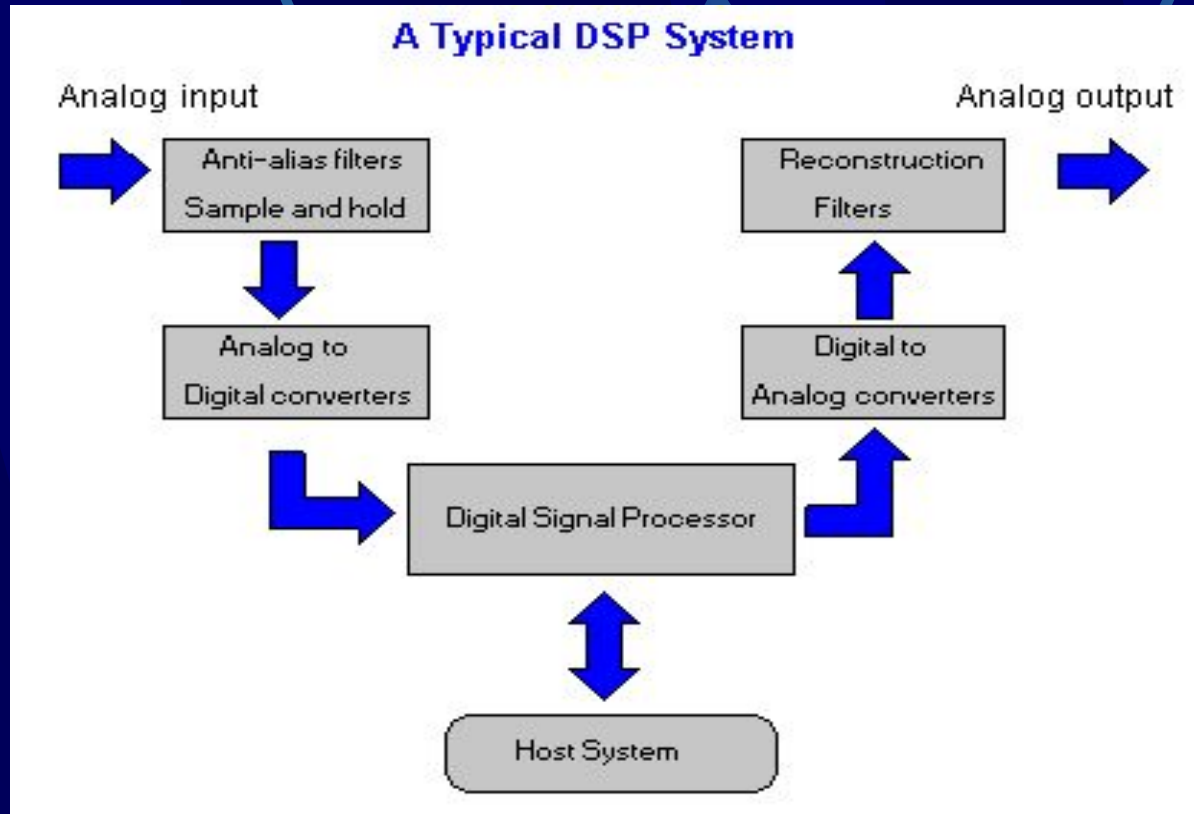 A Typical DSP System
Analog input
Analog output
Anti-alias filters
Sample and hold
Reconstruction
Filters
Analog to
Digital converters
Digital to
Analog converters
Digital Signal Processor
Host System